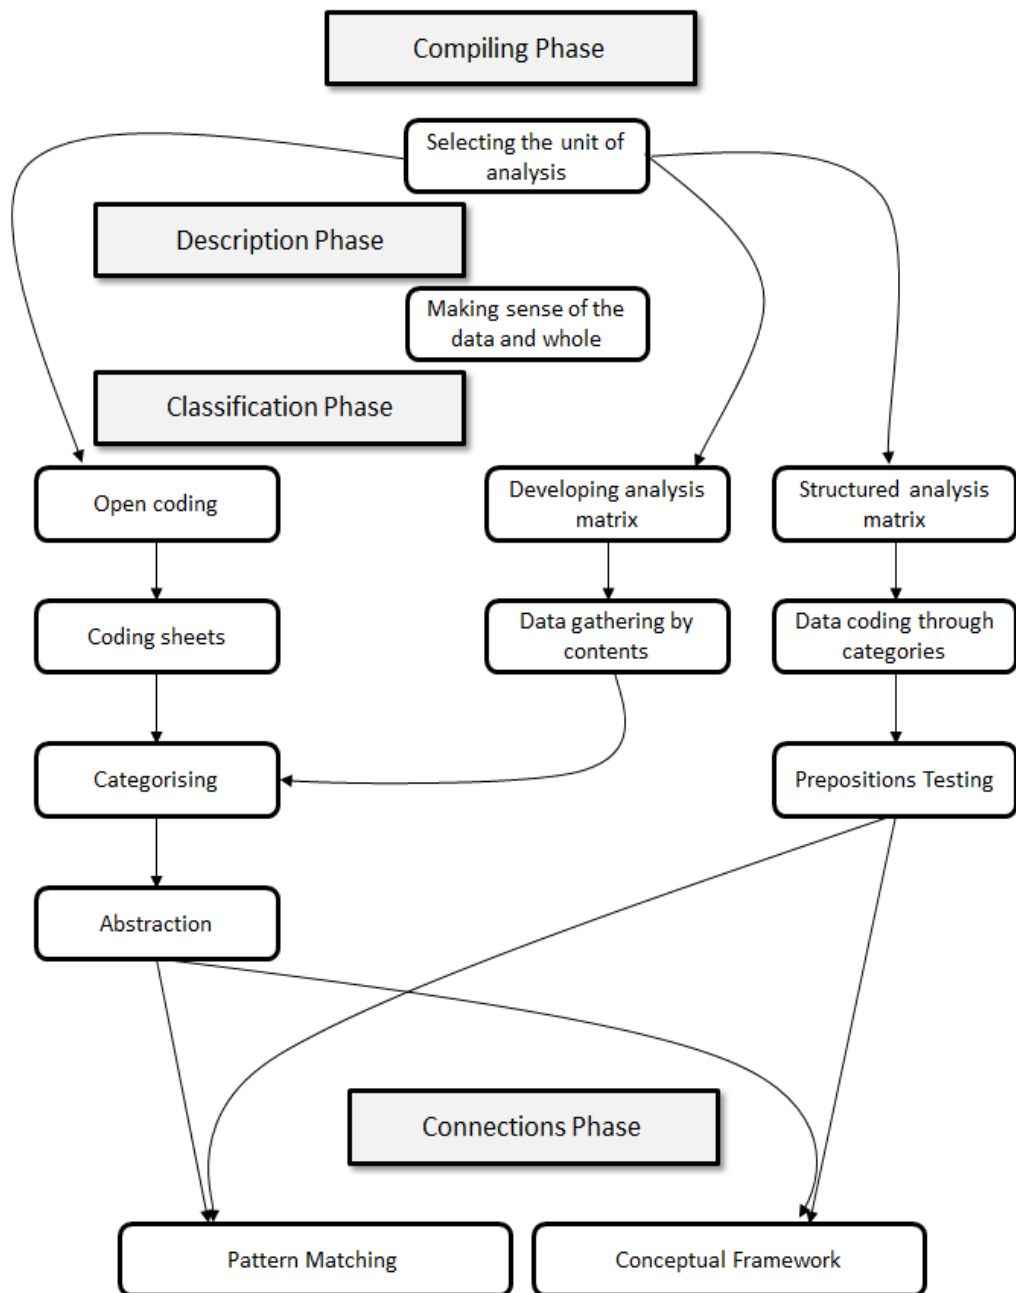 Compiling Phase
Selecting the unit of
analysis
Description Phase
Making sense of the
data and whole
Classification Phase
Open coding
Developing analysis
matrix
Structured analysis
matrix
Coding sheets
Data gathering by
contents
Data coding through
categories
Categorising
Prepositions Testing
Abstraction
Connections Phase
Pattern Matching
Conceptual Framework